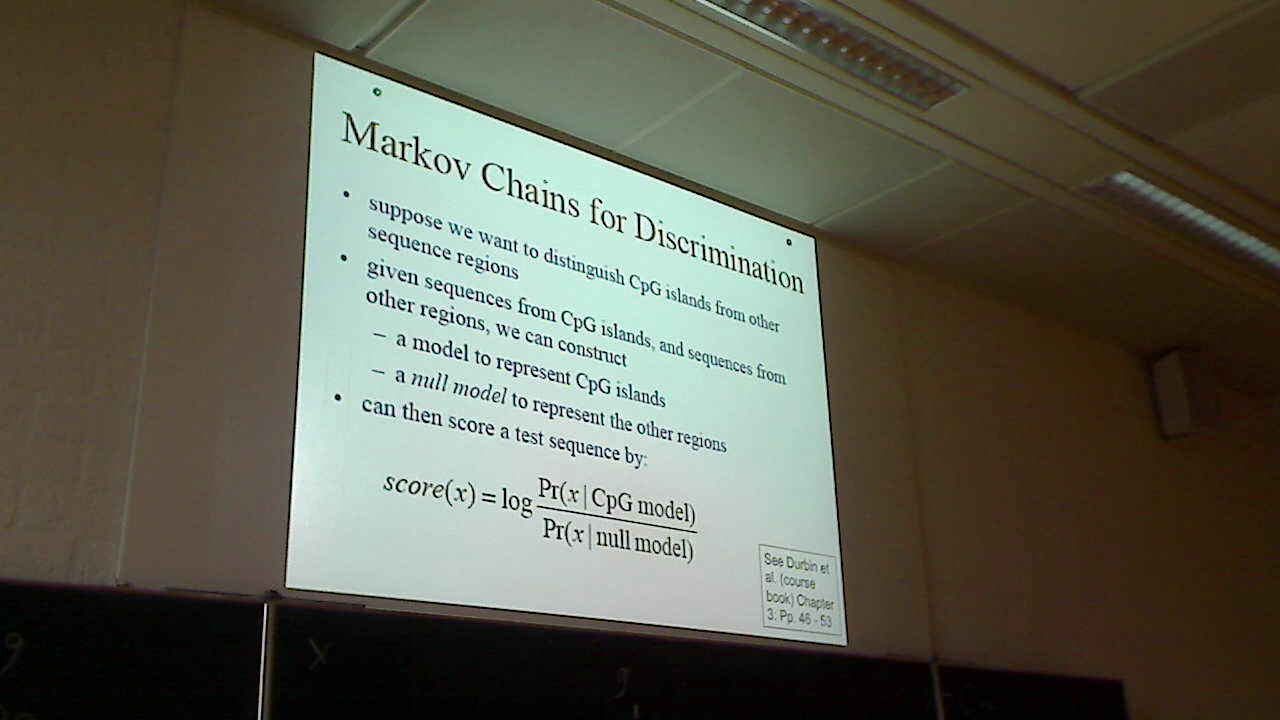 Markov Chains for Discrimination
• suppose we want to distinguish CpG islands from other
sequence regions
• given sequences from CpG islands, and sequences from
other regions, we can construct
– a model to represent CpG islands
– a null model to represent the other regions
• can then score a test sequence by:
score(x) = log Pr(x | CpG model)
Pr(x | null model)
See Durbin et
al. (course
book) Chapter
3: Pp. 46 - 53
X